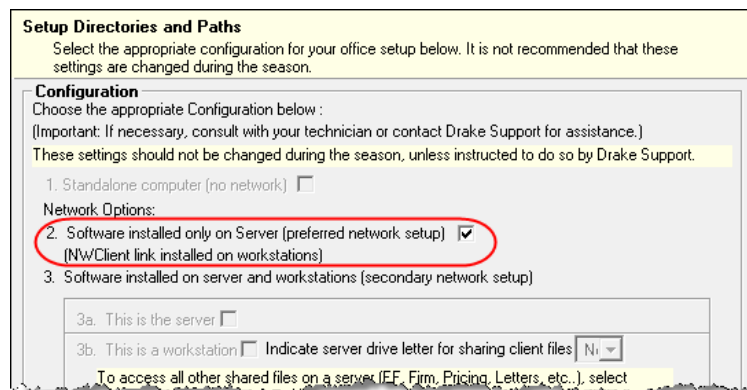 Setup Directories and Paths
Select the appropriate configuration for your office setup below. It is not recommended that these
settings are changed during the season.
Configuration
Choose the appropriate Configuration below :
(Important: If necessary, consult with your technician or contact Drake Support for assistance.)
These settings should not be changed during the season, unless instructed to do so by Drake Support.
1. Standalone computer (no network)
Network Options:
2. Software installed only on Server (preferred network setup)
(NWClient link installed on workstations)
3. Software installed on server and workstations (secondary network setup)
3a. This is the server
3b. This is a workstation Indicate server drive letter for sharing client files
To access all other shared files on a server (EF, Firm, Pricing, Letters, etc..), select